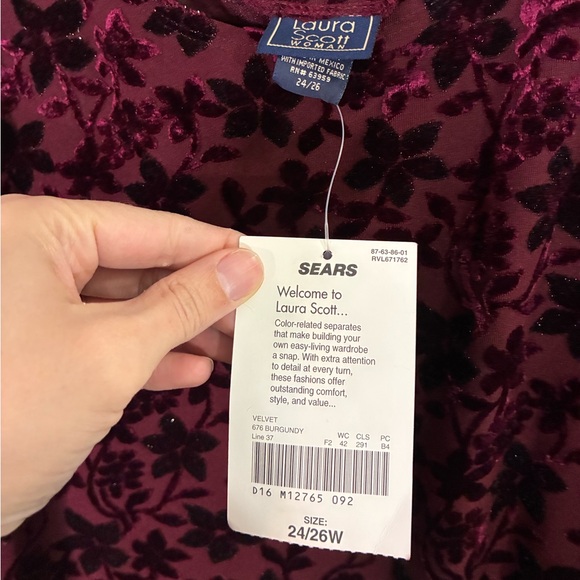 Laura
Scott
WOMAN
IN MEXICO
WITH IMPORTED FABRIC
RN# 63959
24/26
87-63-86-01
RVL671762
SEARS
Welcome to
Laura Scott...
Color-related separates
that make building your
own easy-living wardrobe
a snap. With extra attention
to detail at every turn,
these fashions offer
outstanding comfort,
style, and value...
VELVET
676 BURGUNDY
Line 37
WC CLS PC
F2 42 291 B4
D16 M12765 092
SIZE:
24/26W